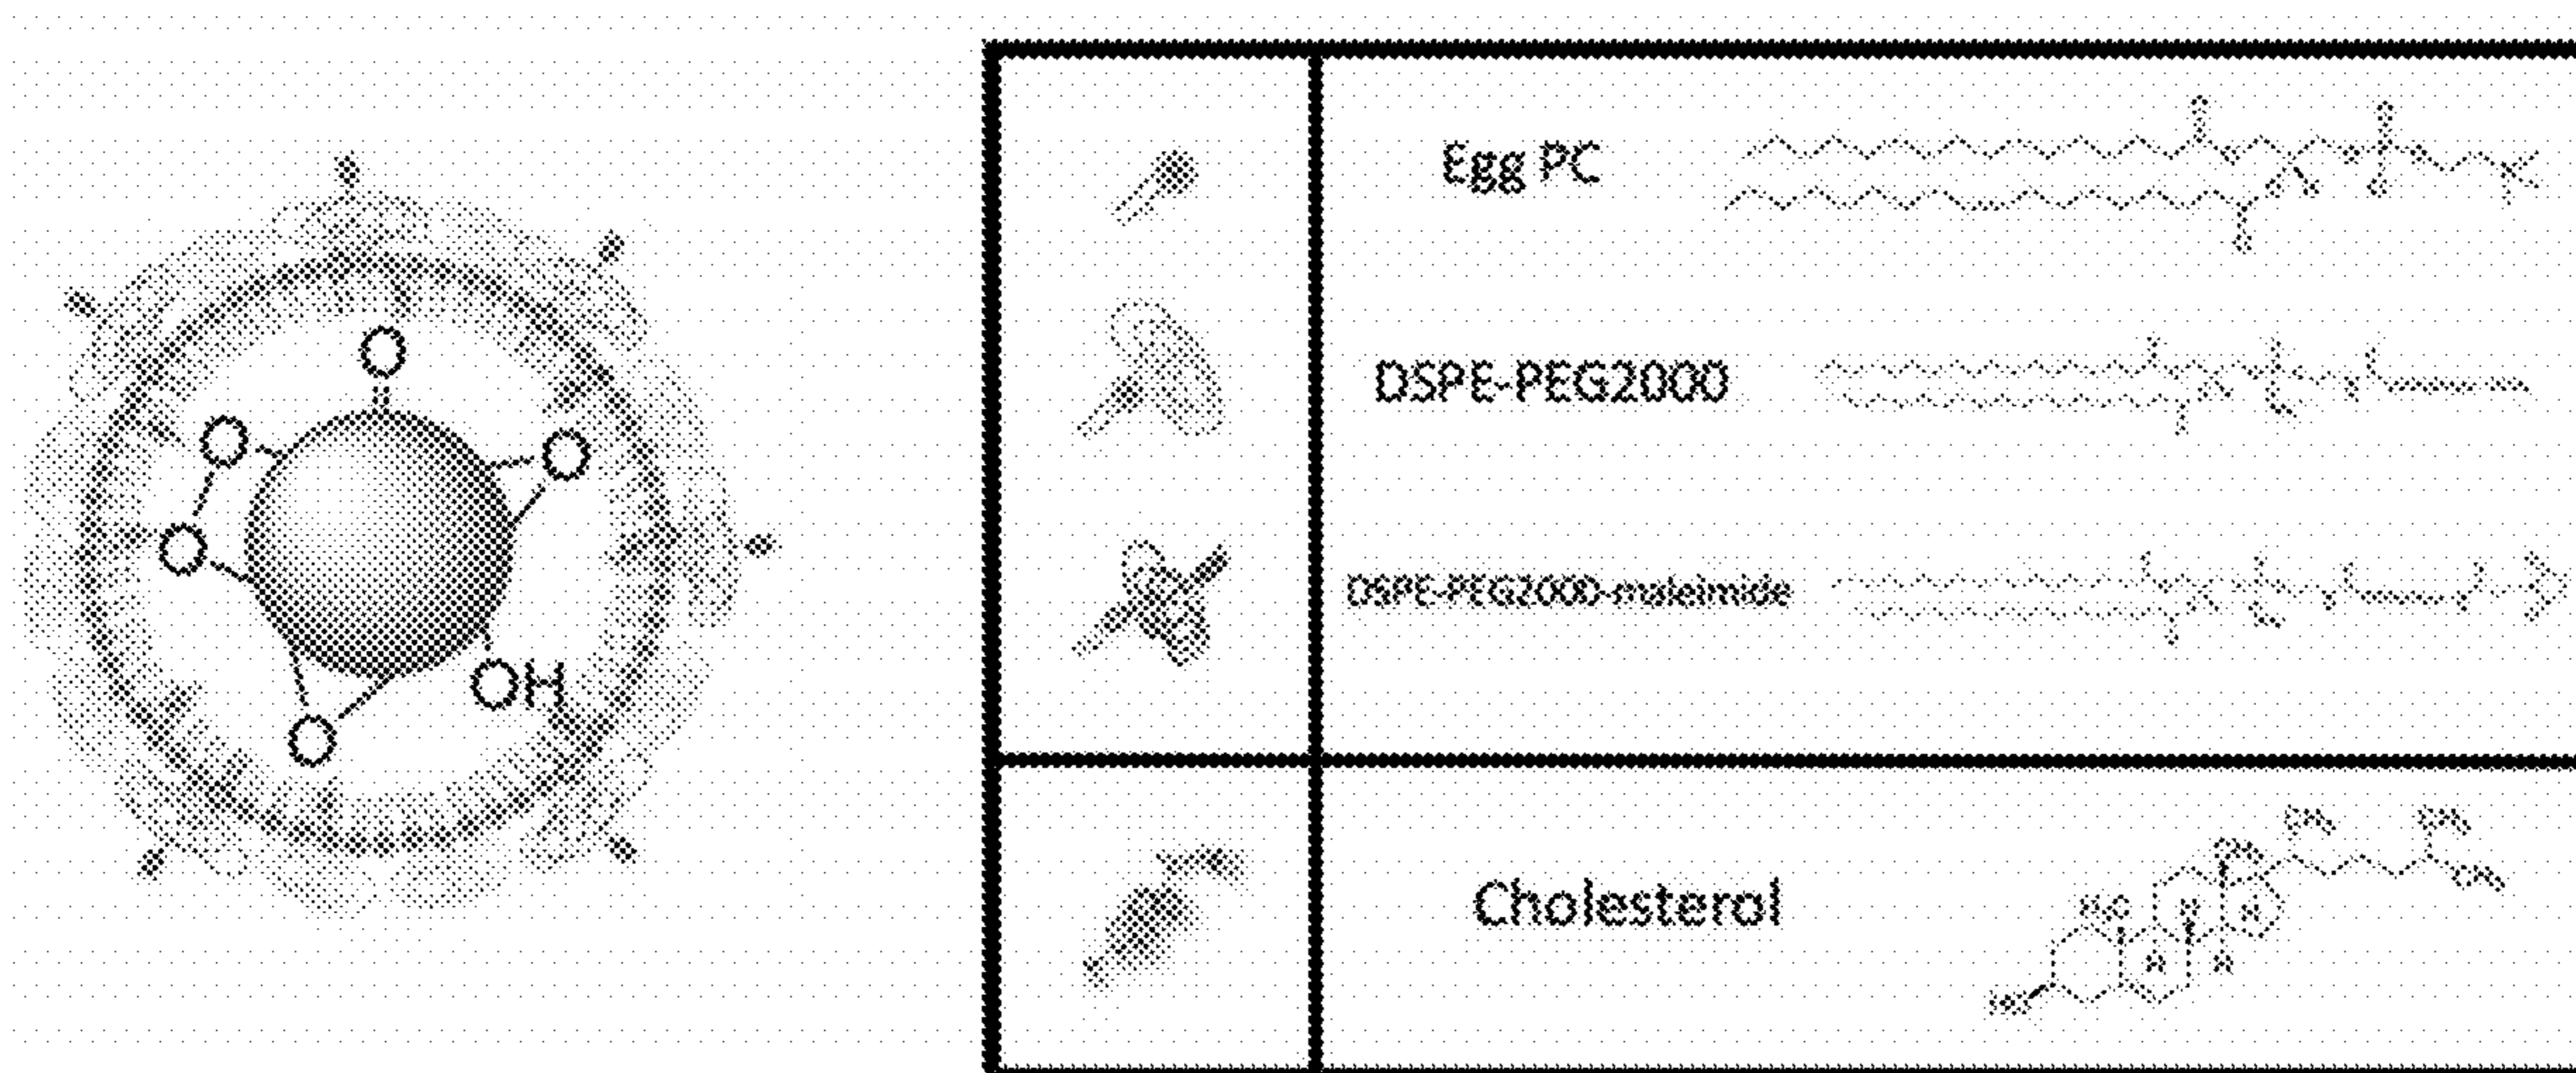 O
O
O
O
OH
O
Egg PC
DSPE-PEG2000
DSPE-PEG2000-maleimide
Cholesterol